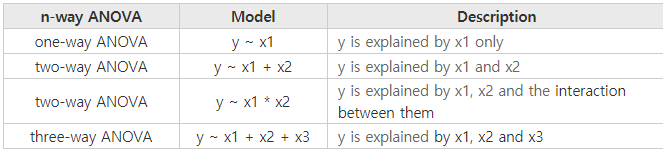 n-way ANOVA Model Description
one-way ANOVA y ~ x1 y is explained by x1 only
two-way ANOVA y ~ x1 + x2 y is explained by x1 and x2
two-way ANOVA y ~ x1 * x2 y is explained by x1, x2 and the interaction
between them
three-way ANOVA y ~ x1 + x2 + x3 y is explained by x1, x2 and x3